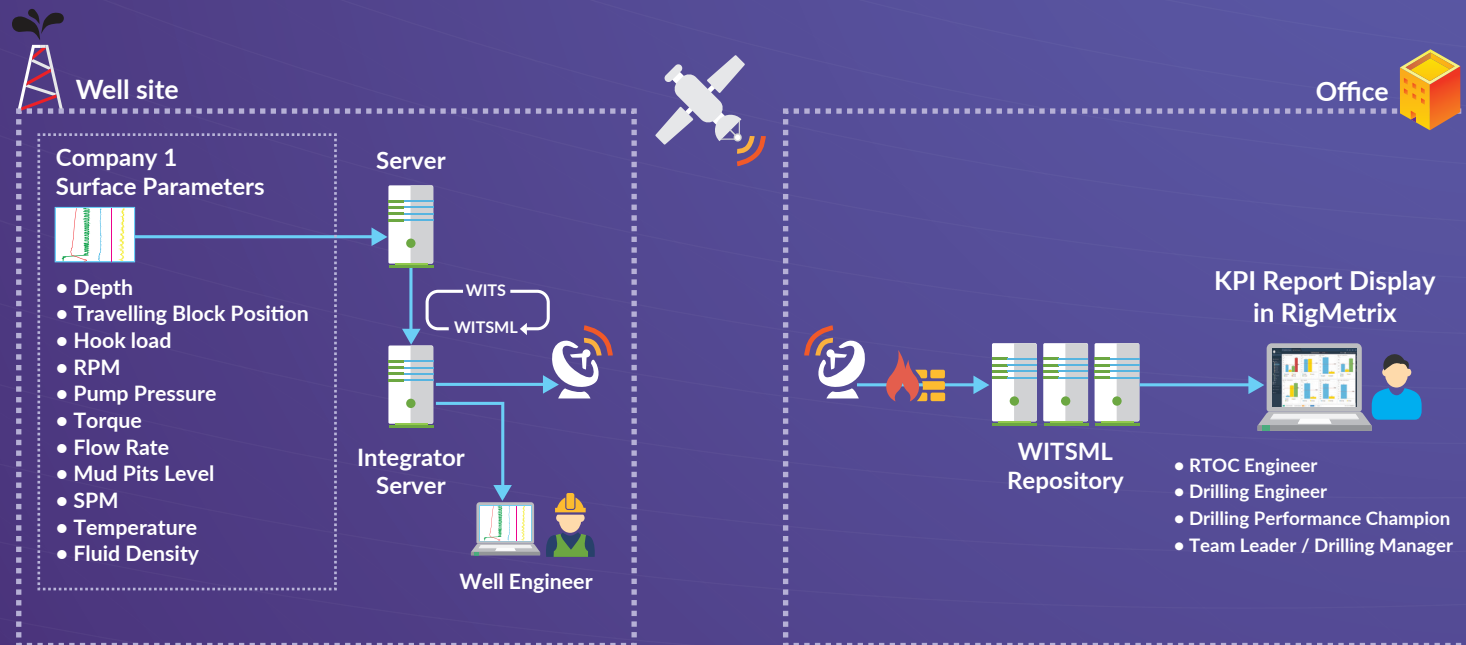 Well site
Company 1
Surface Parameters
• Depth
• Travelling Block Position
• Hook load
• RPM
• Pump Pressure
• Torque
• Flow Rate
• Mud Pits Level
• SPM
• Temperature
• Fluid Density
Server
WITS
WITSML
Integrator
Server
Well Engineer
Office
WITSML
Repository
KPI Report Display
in RigMetrix
• RTOC Engineer
• Drilling Engineer
• Drilling Performance Champion
• Team Leader / Drilling Manager